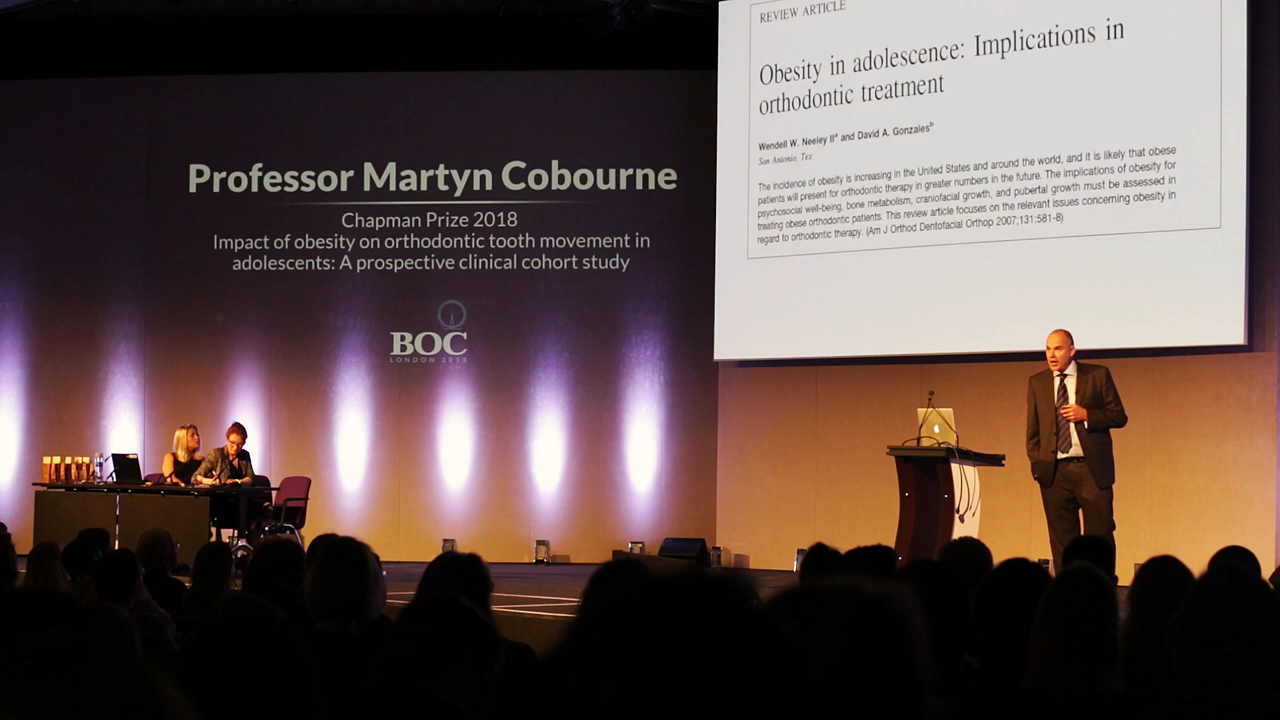 Professor Martyn Cobourne
Chapman Prize 2018
Impact of obesity on orthodontic tooth movement in
adolescents: A prospective clinical cohort study
BOC
LONDON 2018
REVIEW ARTICLE
Obesity in adolescence: Implications in
orthodontic treatment
Wendell W. Neeley IIa and David A. Gonzalesb
San Antonio, Tex
The incidence of obesity is increasing in the United States and around the world, and it is likely that obese
patients will present for orthodontic therapy in greater numbers in the future. The implications of obesity for
psychosocial well-being, bone metabolism, craniofacial growth, and pubertal growth must be assessed in
treating obese orthodontic patients. This review article focuses on the relevant issues concerning obesity in
regard to orthodontic therapy. (Am J Orthod Dentofacial Orthop 2007;131:581-8)